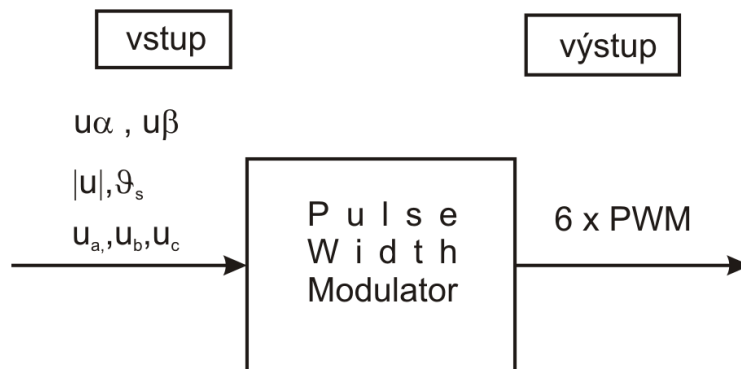 vstup
výstup
uα , uβ
|u|,ϑs
ua,ub,uc
Pulse
Width
Modulator
6 x PWM